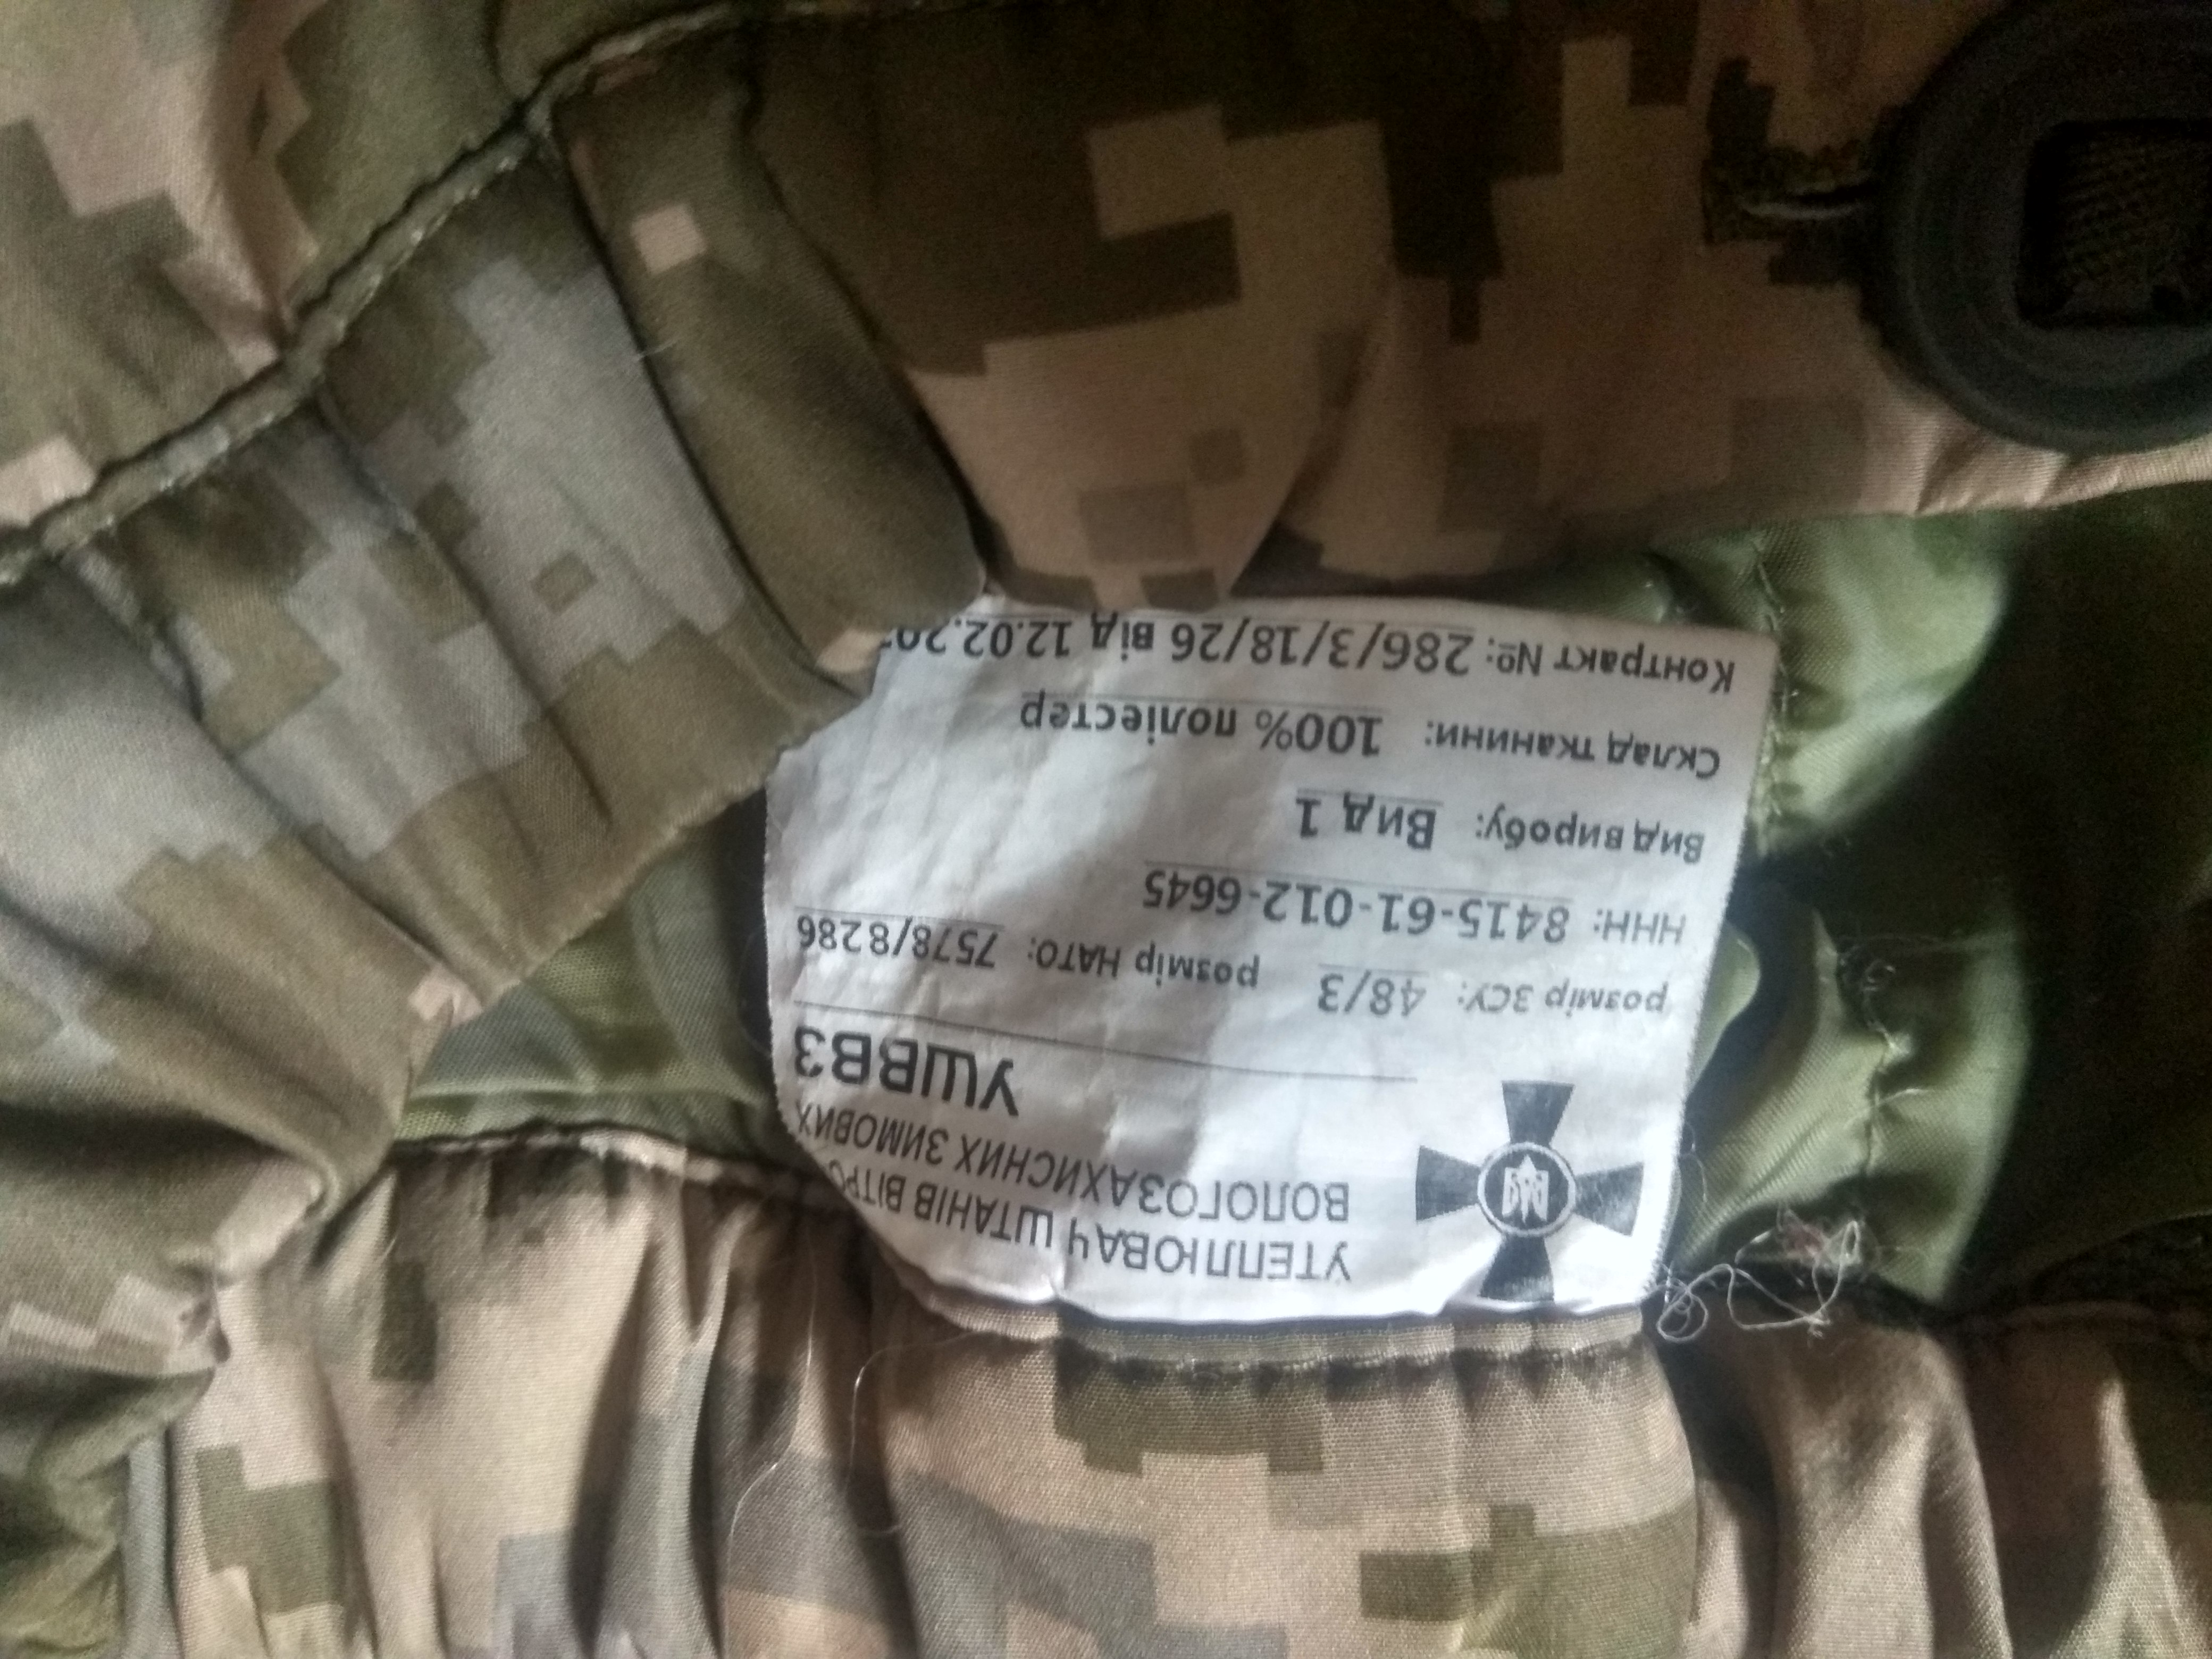 УТЕПЛЮВАЧ ШТАНІВ ВІТРО
ВОЛОГОЗАХИСНИХ ЗИМОВИХ
УШВВЗ
розмір ЗСУ: 48/3 розмір НАТО: 7578/8286
ННН: 8415-61-012-6645
Вид виробу: Вид 1
Склад тканини: 100% поліестер
Контракт №: 286/3/18/26 від 12.02.20